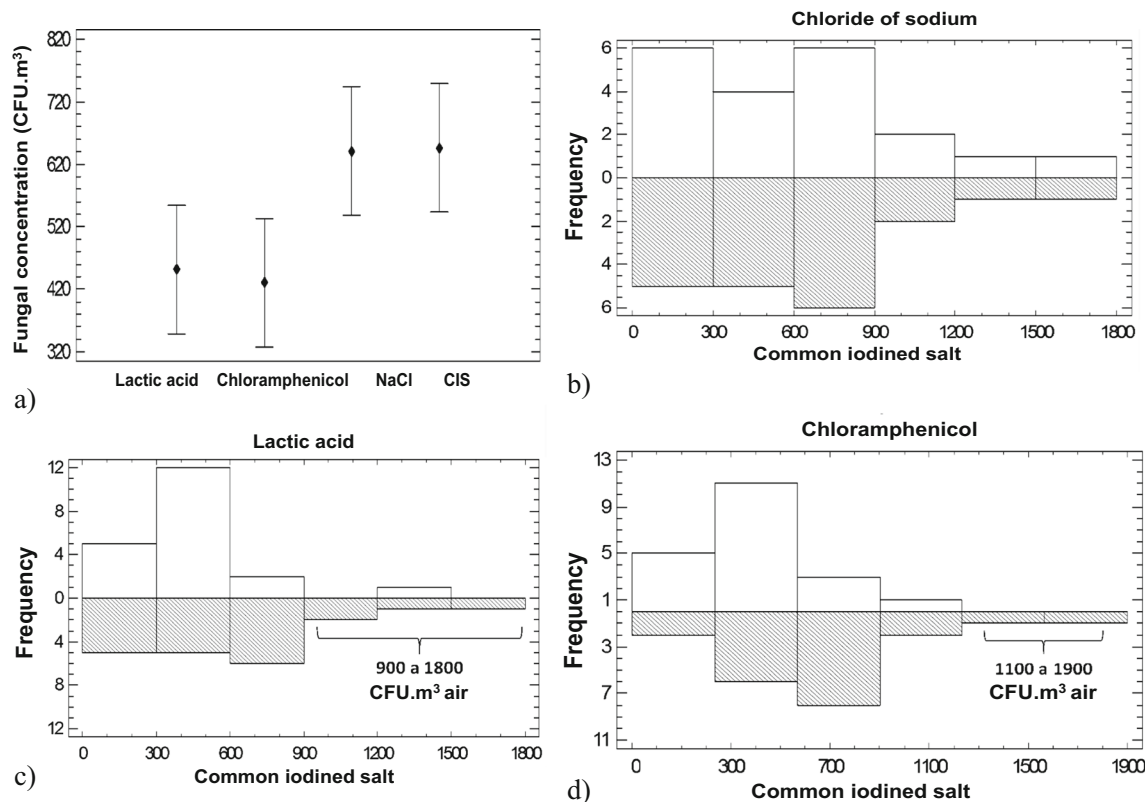 Fungal concentration (CFU.m³)
820
720
620
520
420
320
Lactic acid Chloramphenicol NaCl CIS
a)
Chloride of sodium
Frequency
6
4
2
0
2
4
6
0 300 600 900 1200 1500 1800
Common iodined salt
b)
Lactic acid
Frequency
12
8
4
0
4
8
12
900 a 1800
CFU.m³ air
0 300 600 900 1200 1500 1800
Common iodined salt
c)
Chloramphenicol
Frequency
13
9
5
1
3
7
11
1100 a 1900
CFU.m³ air
0 300 700 1100 1500 1900
Common iodined salt
d)